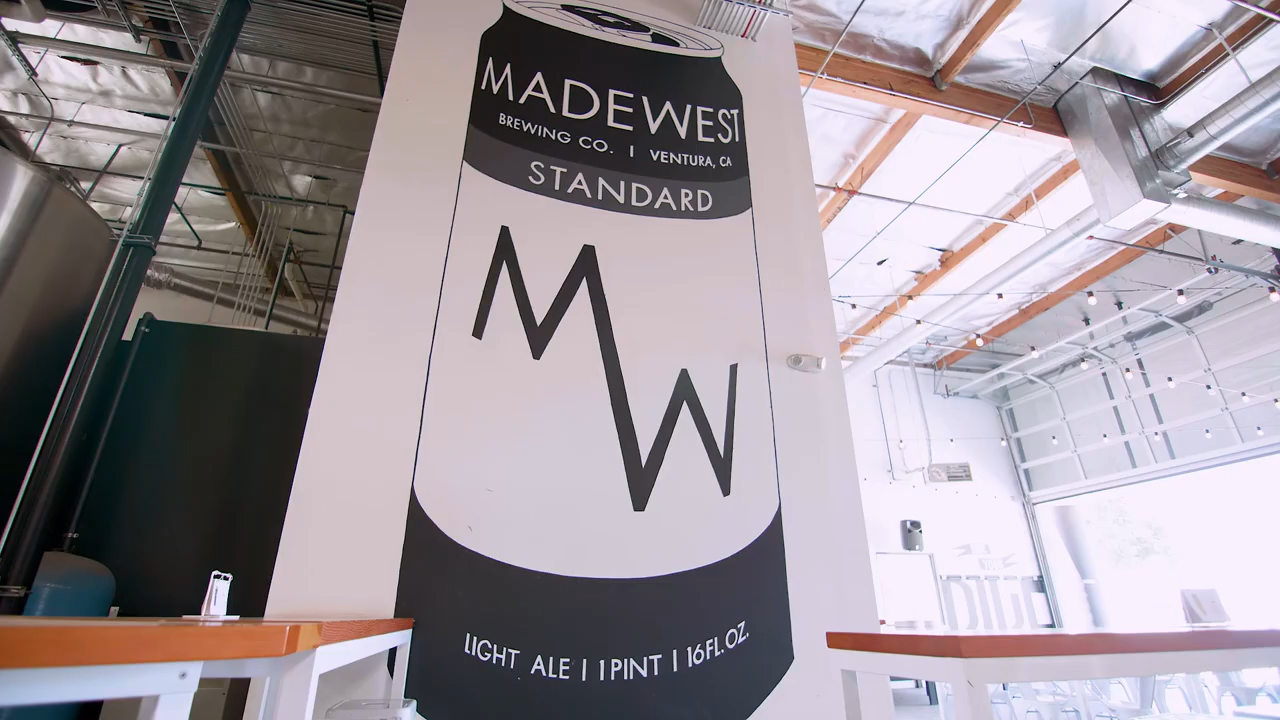 MADEWEST
BREWING CO. | VENTURA, CA
STANDARD
MW
LIGHT ALE | 1 PINT | 16 FL. OZ.